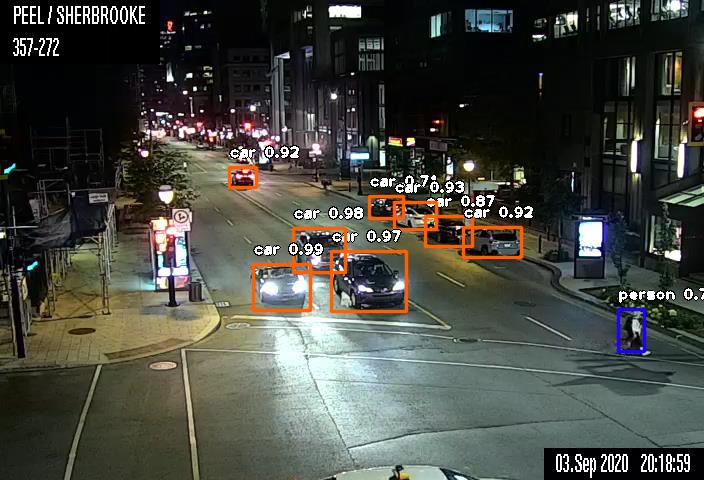 PEEL / SHERBROOKE
357-272
car 0.92
car 0.71
car 0.93
car 0.98
car 0.87
car 0.92
car 0.99
car 0.97
person 0.7
03.Sep 2020 20:18:59